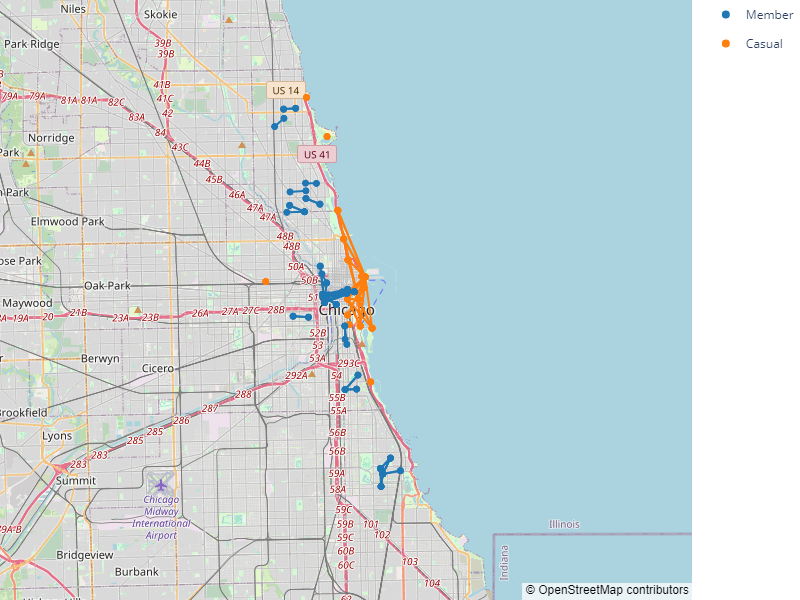 Niles
Skokie
Member
Park Ridge
39B
39B
Casual
41B
US 14
79A
81A
81A
82C
41C
42
83A
84
Norridge
43C
Park
US 41
44B
45B
46A
Park
47A
47A
Elmwood Park
48B
48B
ose Park
50A
50B
Oak Park
Maywood
51
19A
20
21B
23A
23B
26A
27A
27C
28B
Chicago
52B
53
Berwyn
53A
293C
Cicero
292A
54
288
55B
Brookfield
287
55A
286
Lyons
285
285
56B
283
56B
283
59A
Summit
58A
Chicago
Midway
International
Airport
59C
59B
101
Illinois
59C
102
79A-B
60B
Bridgeview
60C
103
Indiana
Burbank
104
© OpenStreetMap contributors